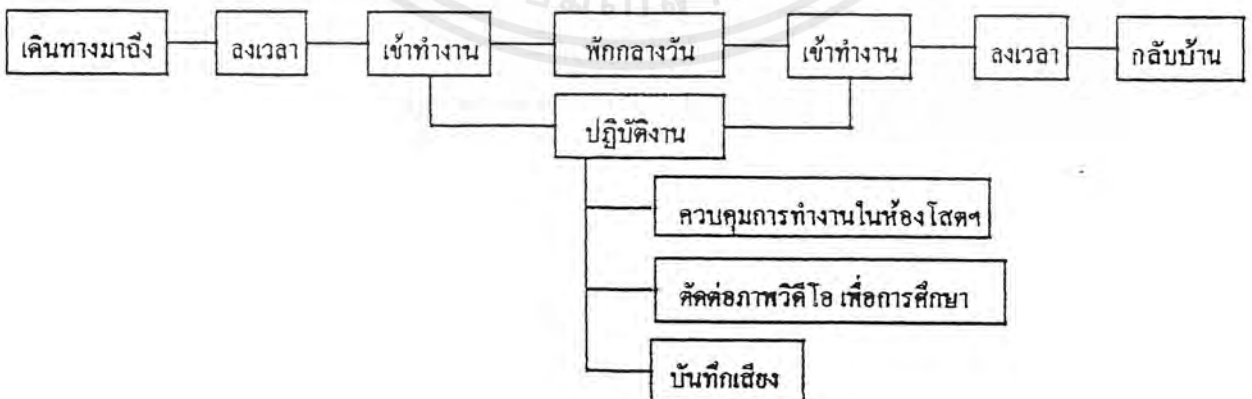 เดินทางมาถึง ลงเวลา เข้าทำงาน พักกลางวัน เข้าทำงาน ลงเวลา กลับบ้าน
ปฏิบัติงาน
ควบคุมการทำงานในห้องโสตฯ
ตัดต่อภาพวิดีโอ เพื่อการศึกษา
บันทึกเสียง